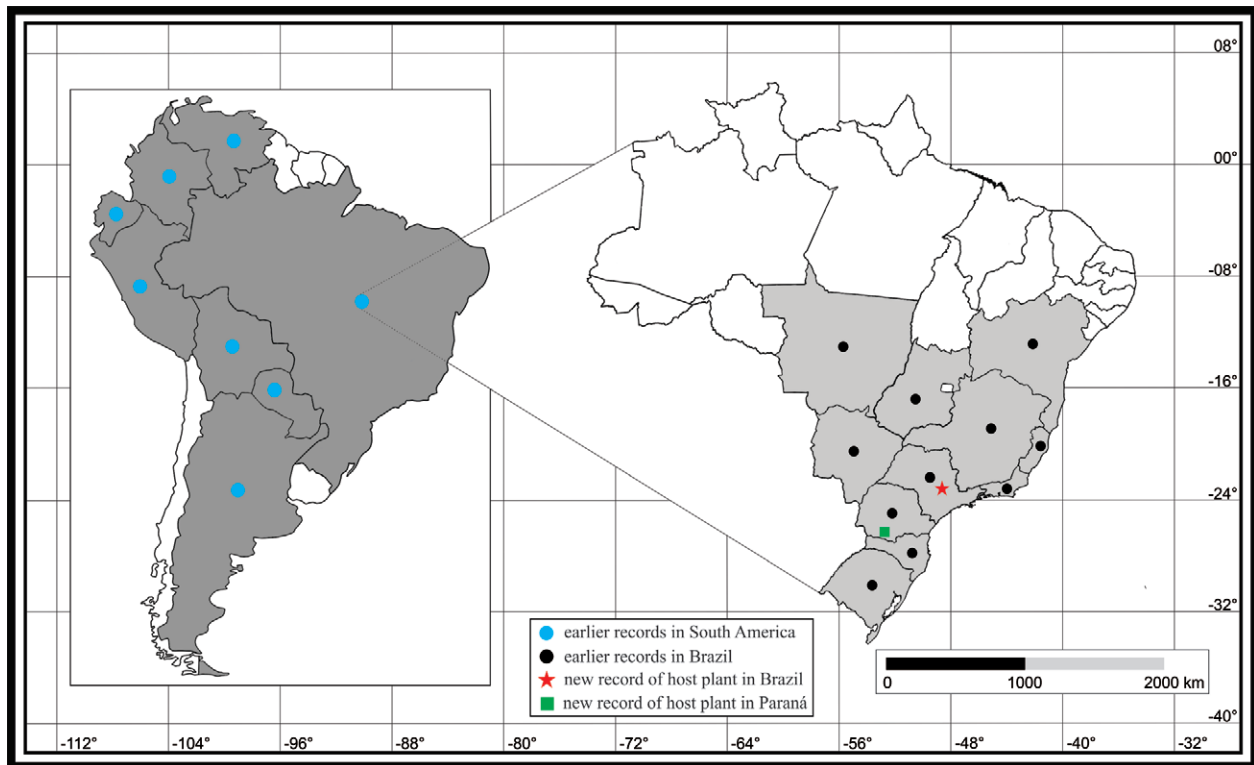 08°
00°
-08°
-16°
-24°
-32°
-40°
earlier records in South America
earlier records in Brazil
new record of host plant in Brazil
new record of host plant in Paraná
0 1000 2000 km
-112° -104° -96° -88° -80° -72° -64° -56° -48° -40° -32°